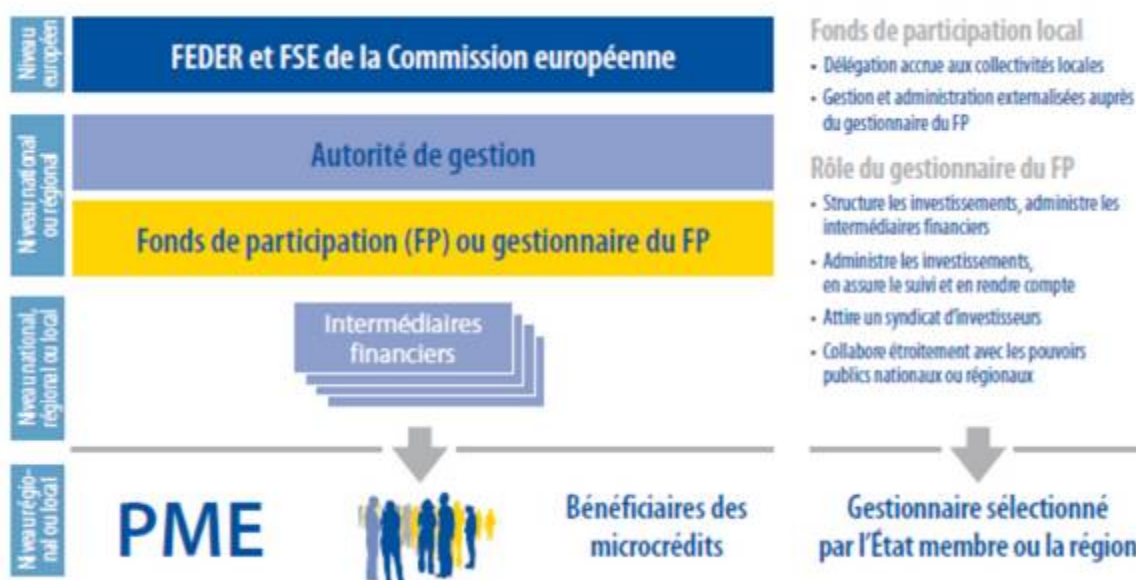 Niveau
européen
FEDER et FSE de la Commission européenne
Niveau national
ou régional
Autorité de gestion
Fonds de participation (FP) ou gestionnaire du FP
Niveau national,
régional ou local
Intermédiaires
financiers
Niveau régio-
nal ou local
PME
Bénéficiaires des
microcrédits
Fonds de participation local
• Délégation accrue aux collectivités locales
• Gestion et administration externalisées auprès
du gestionnaire du FP
Rôle du gestionnaire du FP
• Structure les investissements, administre les
intermédiaires financiers
• Administre les investissements,
en assure le suivi et en rendre compte
• Attire un syndicat d'investisseurs
• Collabore étroitement avec les pouvoirs
publics nationaux ou régionaux
Gestionnaire sélectionné
par l'État membre ou la région